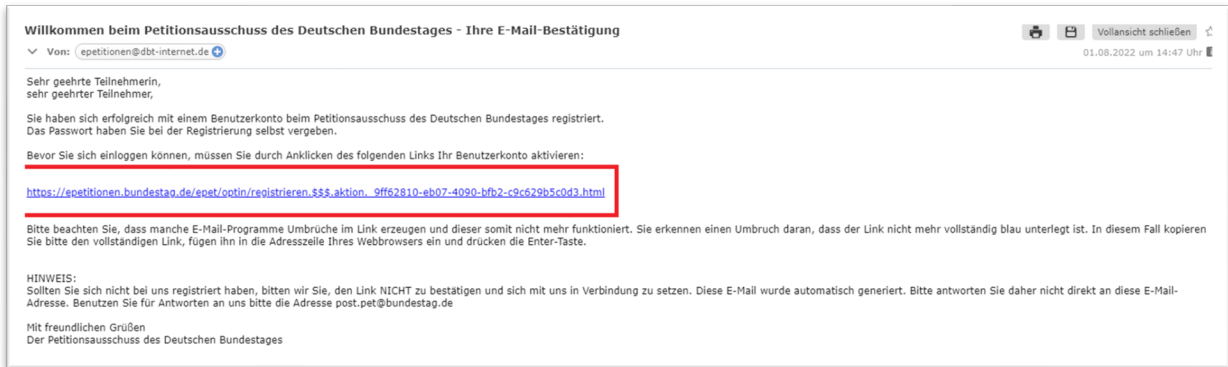 Willkommen beim Petitionsausschuss des Deutschen Bundestages - Ihre E-Mail-Bestätigung
Vollansicht schließen
Von: epetitionen@dbt-internet.de
01.08.2022 um 14:47 Uhr
Sehr geehrte Teilnehmerin,
sehr geehrter Teilnehmer,
Sie haben sich erfolgreich mit einem Benutzerkonto beim Petitionsausschuss des Deutschen Bundestages registriert.
Das Passwort haben Sie bei der Registrierung selbst vergeben.
Bevor Sie sich einloggen können, müssen Sie durch Anklicken des folgenden Links Ihr Benutzerkonto aktivieren:
https://epetitionen.bundestag.de/epet/optin/registrieren.$$$.aktion._9ff62810-eb07-4090-bfb2-c9c629b5c0d3.html
Bitte beachten Sie, dass manche E-Mail-Programme Umbrüche im Link erzeugen und dieser somit nicht mehr funktioniert. Sie erkennen einen Umbruch daran, dass der Link nicht mehr vollständig blau unterlegt ist. In diesem Fall kopieren
Sie bitte den vollständigen Link, fügen ihn in die Adresszeile Ihres Webbrowsers ein und drücken die Enter-Taste.
HINWEIS:
Sollten Sie sich nicht bei uns registriert haben, bitten wir Sie, den Link NICHT zu bestätigen und sich mit uns in Verbindung zu setzen. Diese E-Mail wurde automatisch generiert. Bitte antworten Sie daher nicht direkt an diese E-Mail-
Adresse. Benutzen Sie für Antworten an uns bitte die Adresse post.pet@bundestag.de
Mit freundlichen Grüßen
Der Petitionsausschuss des Deutschen Bundestages